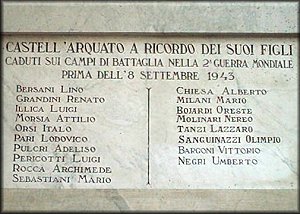 CASTELL'ARQUATO A RICORDO DEI SUOI FIGLI
CADUTI SUI CAMPI DI BATTAGLIA NELLA 2ª GUERRA MONDIALE
PRIMA DELL'8 SETTEMBRE 1943
BERSANI LINO
GRANDINI RENATO
ILLICA LUIGI
MORSIA ATTILIO
ORSI ITALO
PARI LODOVICO
PULCRI ADELISO
PERICOTTI LUIGI
ROCCA ARCHIMEDE
SEBASTIANI MARIO
CHIESA ALBERTO
MILANI MARIO
BOIARDI ORESTE
MOLINARI NEREO
TANZI LAZZARO
SANGUINAZZI OLIMPIO
BARGONI VITTORIO
NEGRI UMBERTO